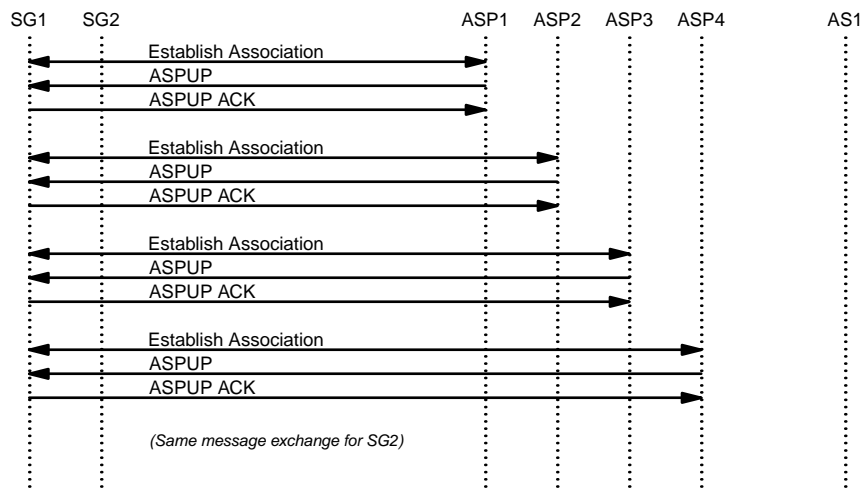 SG1 SG2 ASP1 ASP2 ASP3 ASP4 AS1
Establish Association
ASPUP
ASPUP ACK
Establish Association
ASPUP
ASPUP ACK
Establish Association
ASPUP
ASPUP ACK
Establish Association
ASPUP
ASPUP ACK
(Same message exchange for SG2)